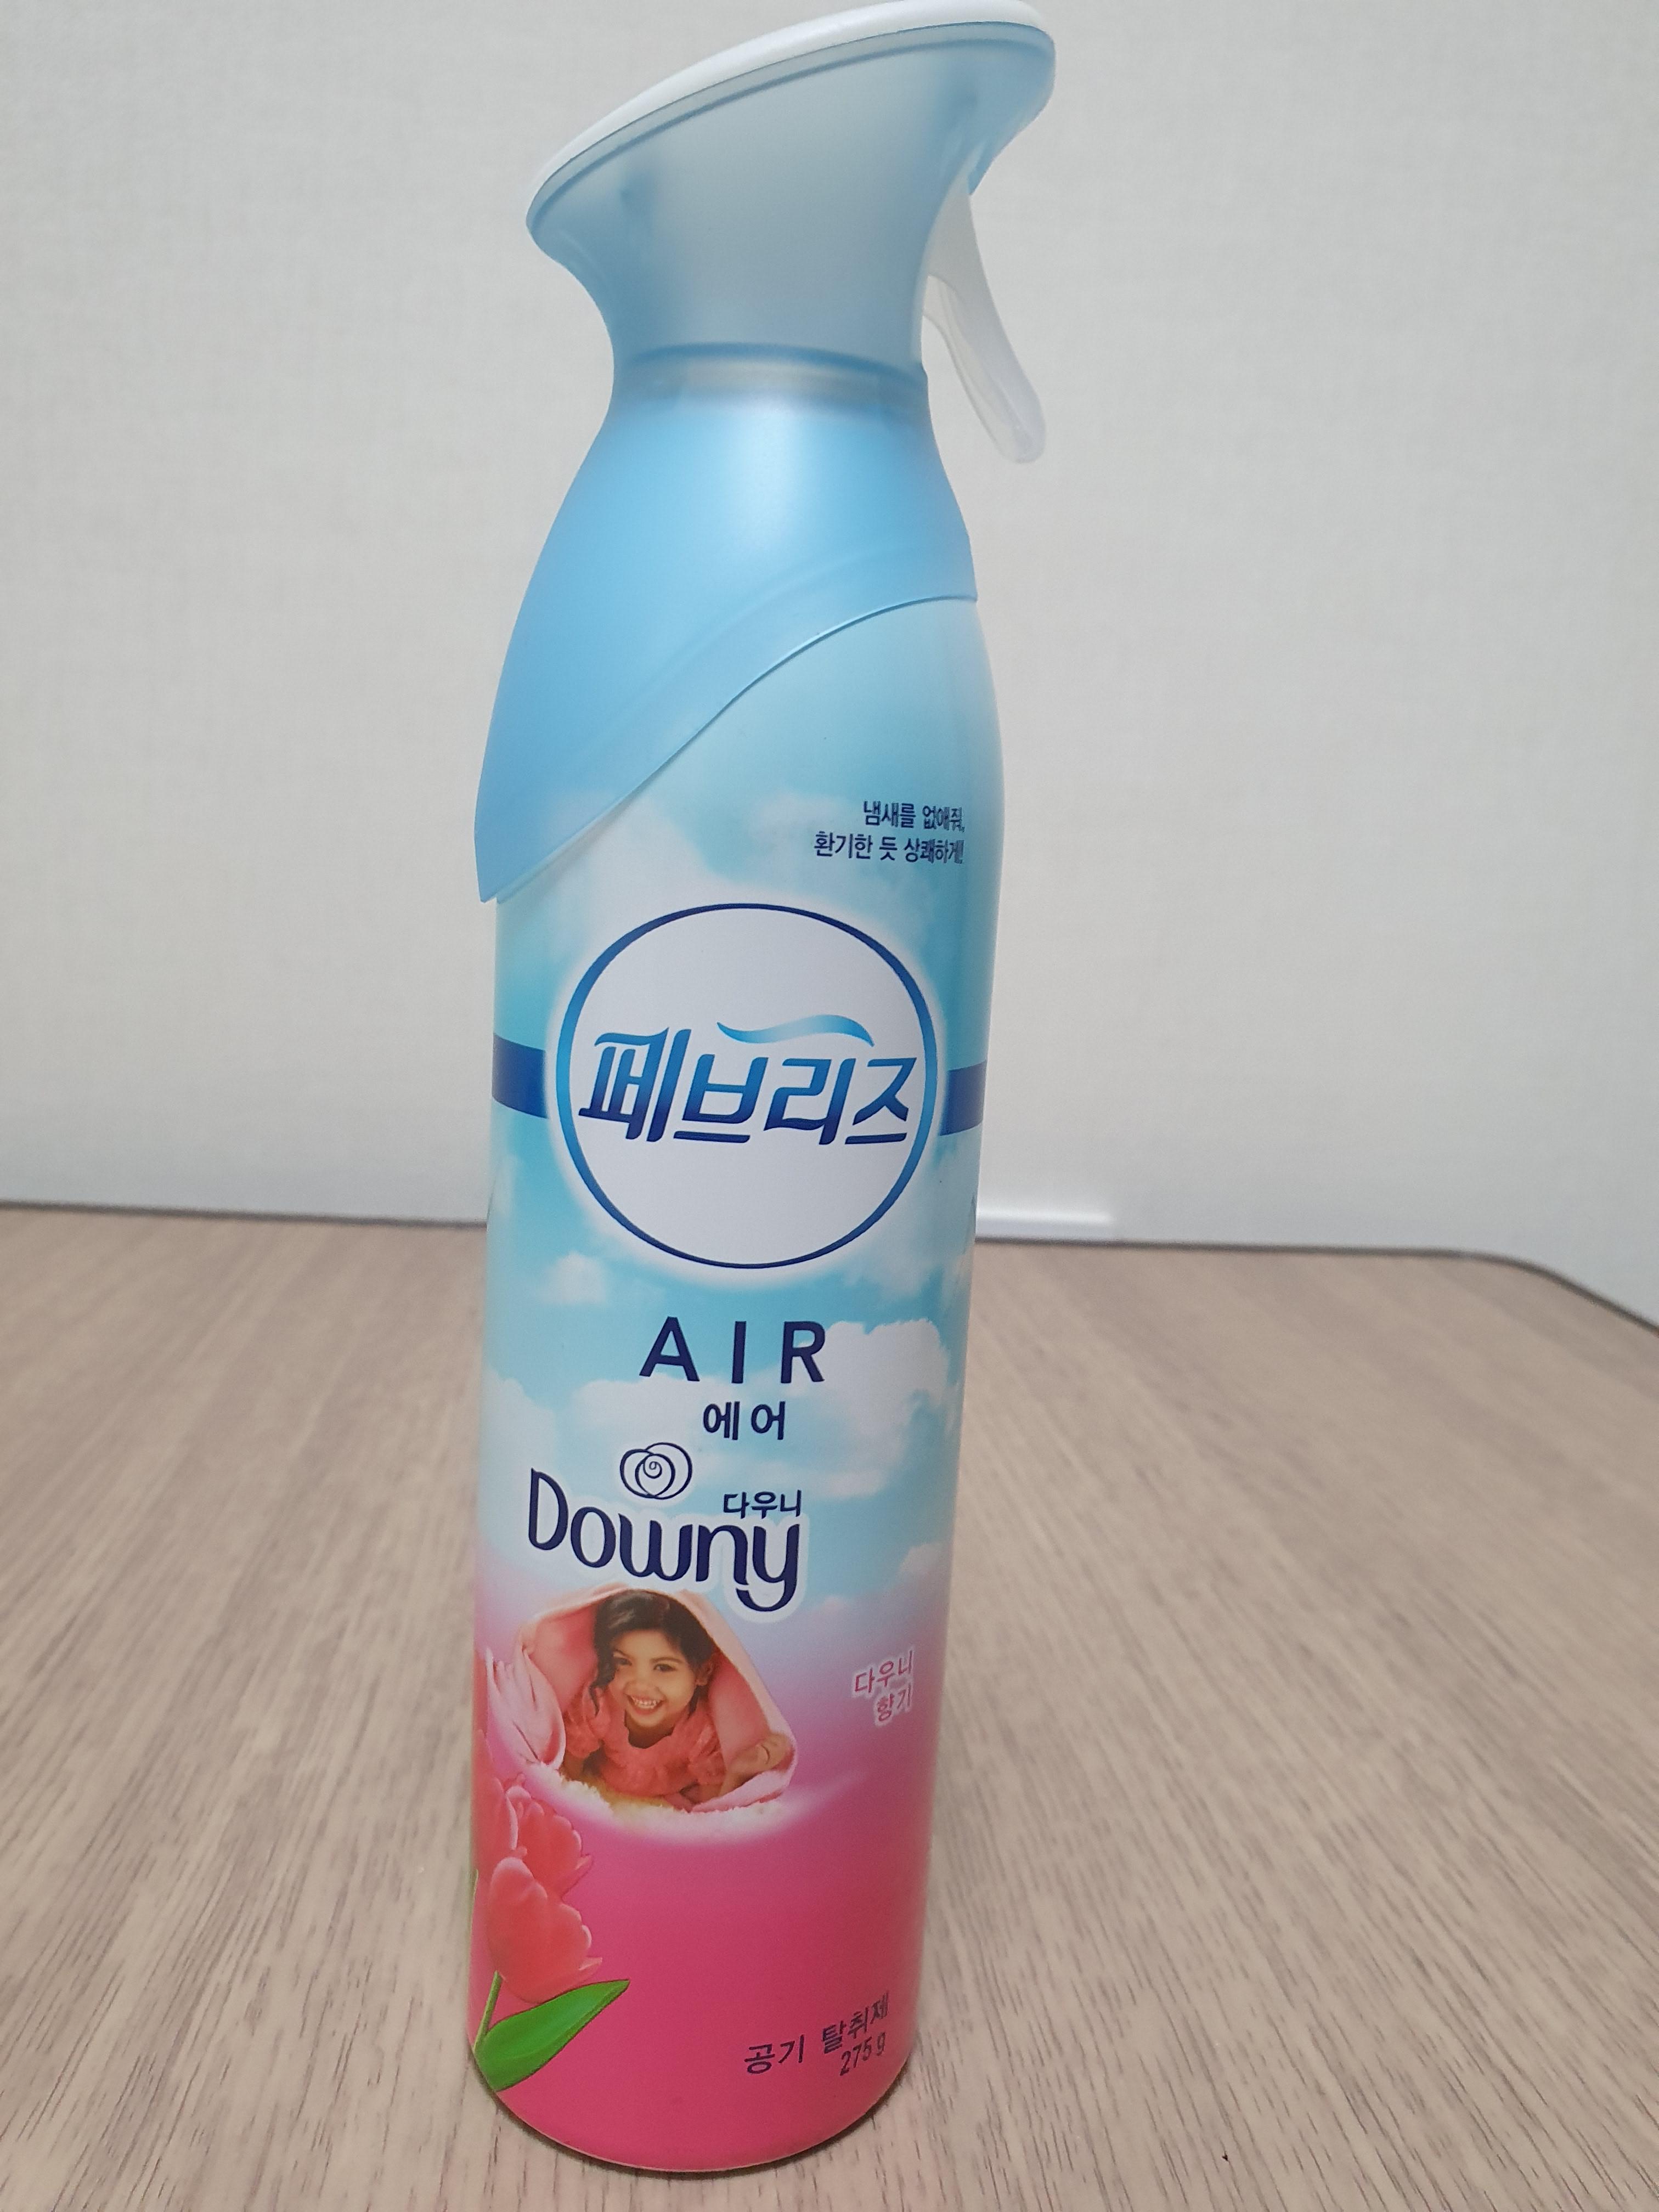 냄새를 없애줘,
환기한 듯 상쾌하게!!
페브리즈
AIR
에어
다우니
Downy
다우니
향기
공기 탈취제
275 g